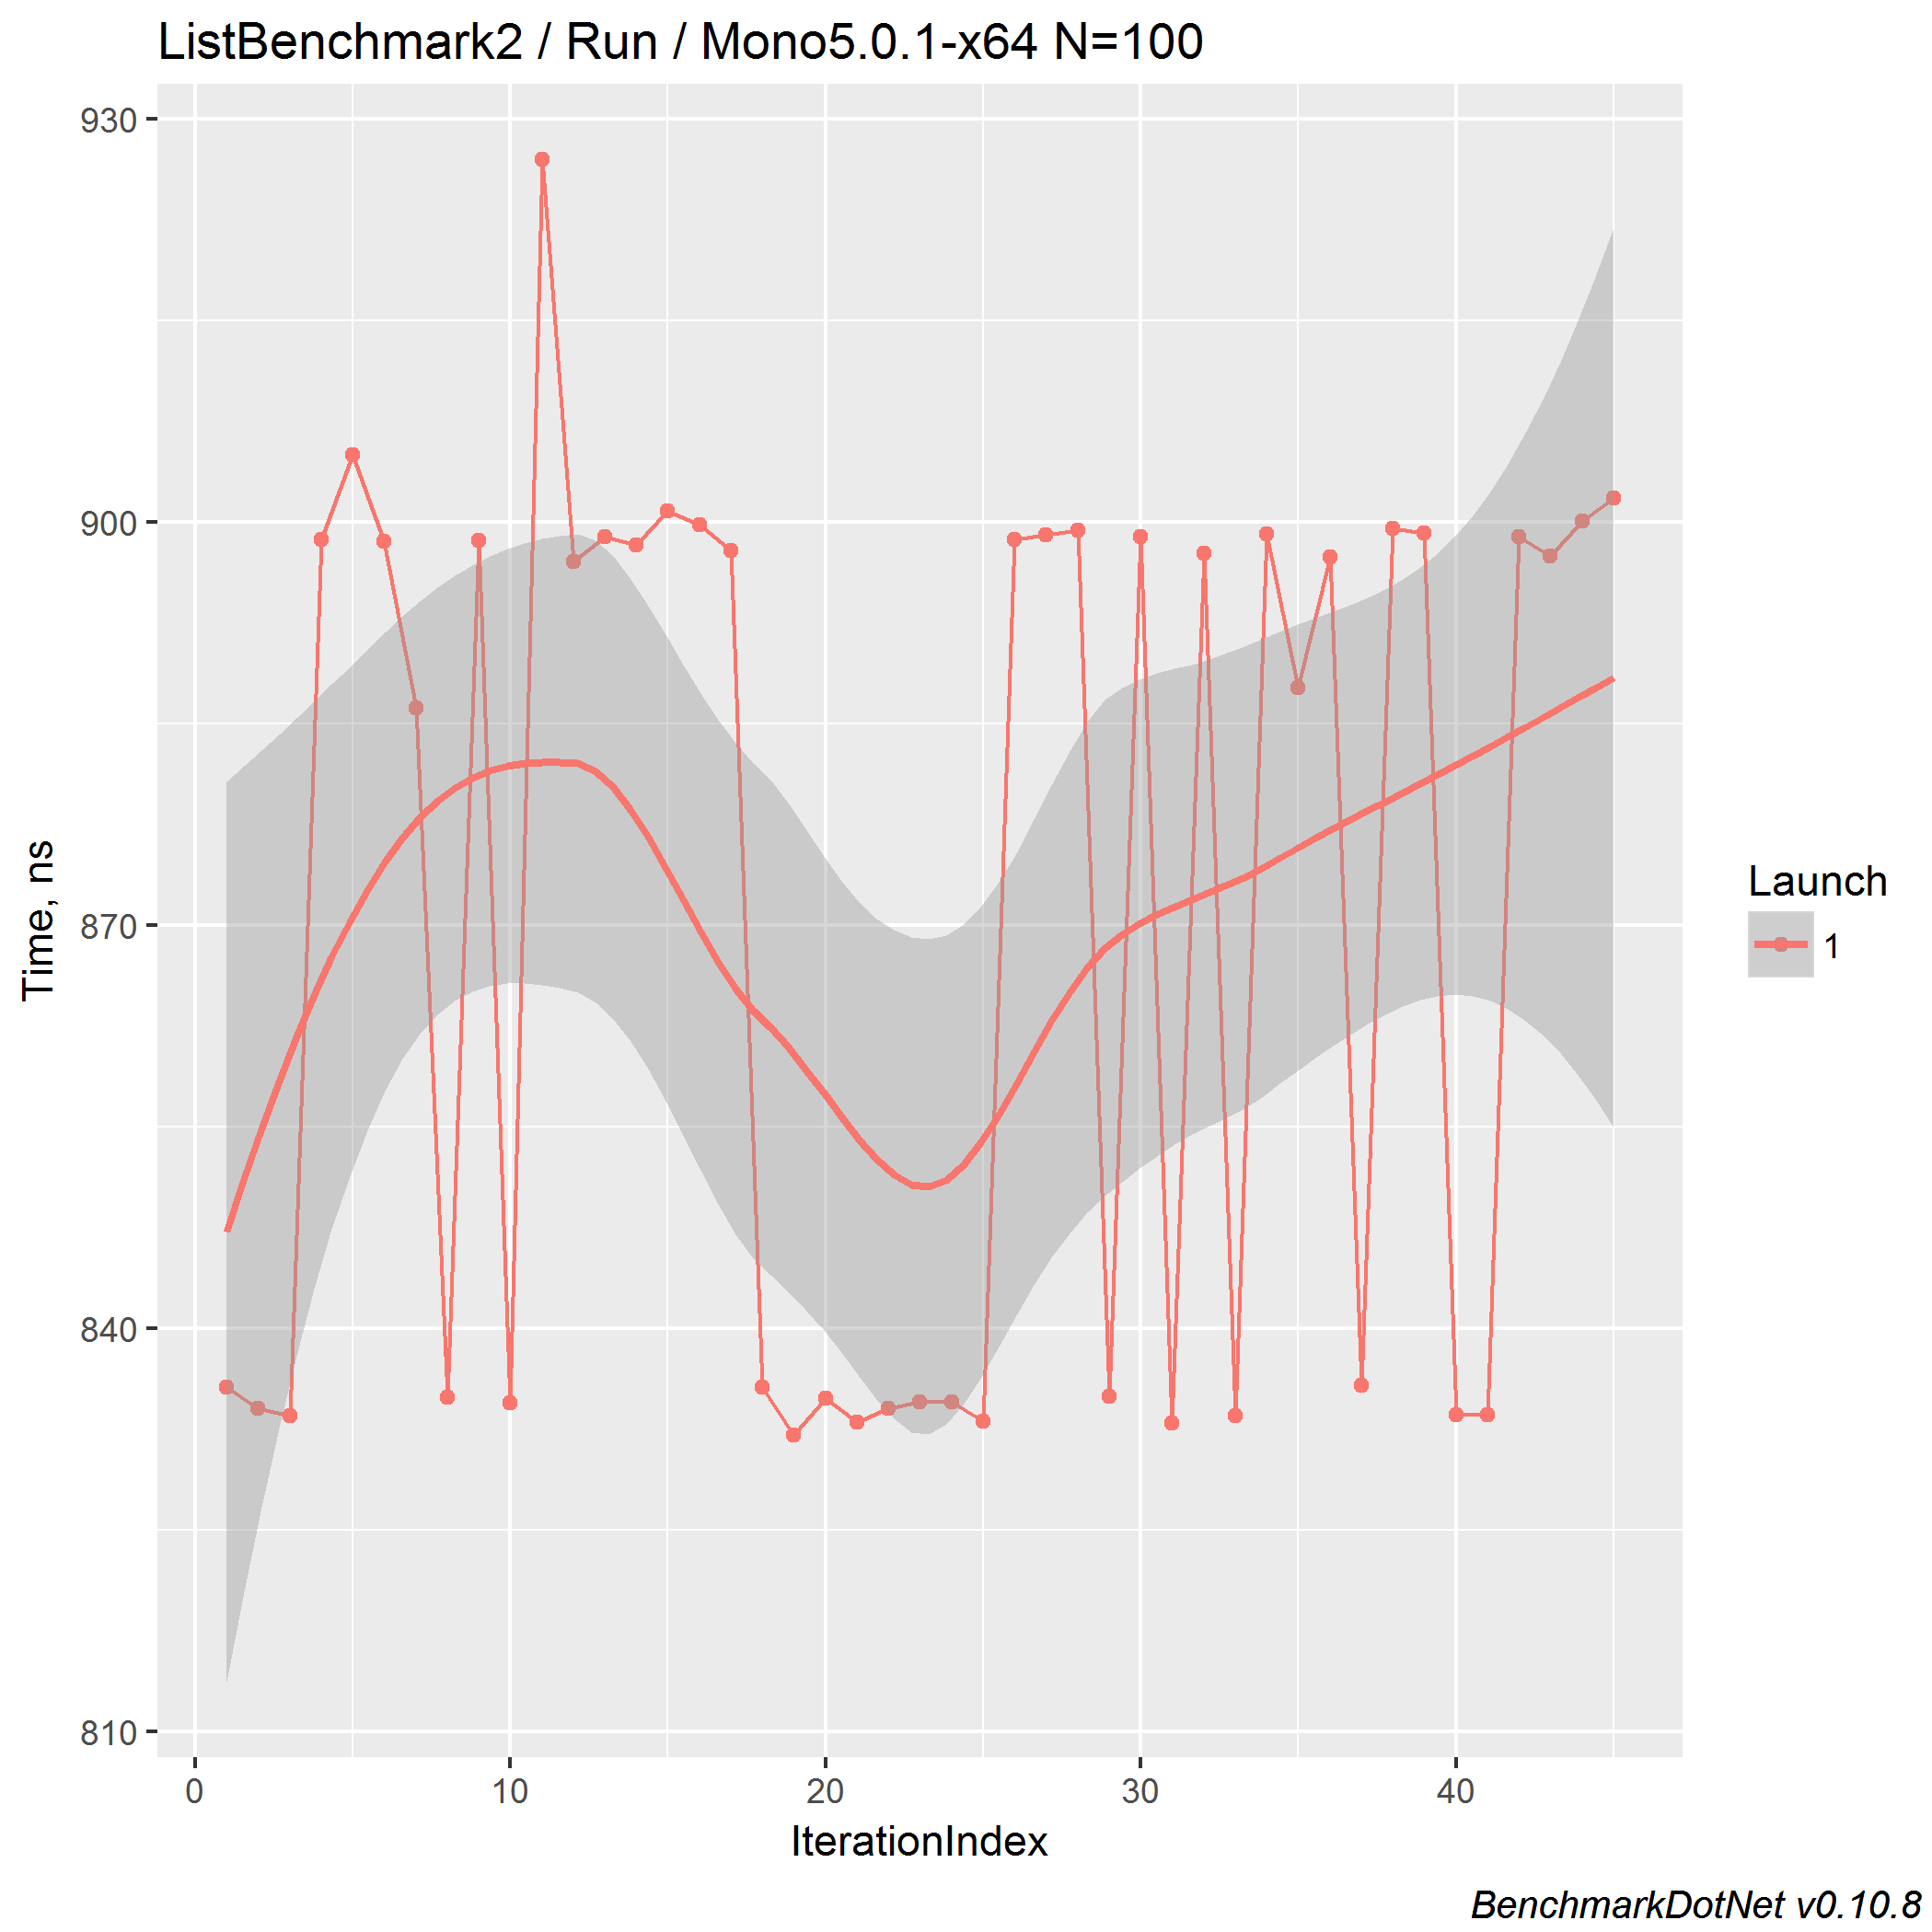 ListBenchmark2 / Run / Mono5.0.1-x64 N=100
930
900
870
840
810
Time, ns
0 10 20 30 40
IterationIndex
Launch
1
BenchmarkDotNet v0.10.8